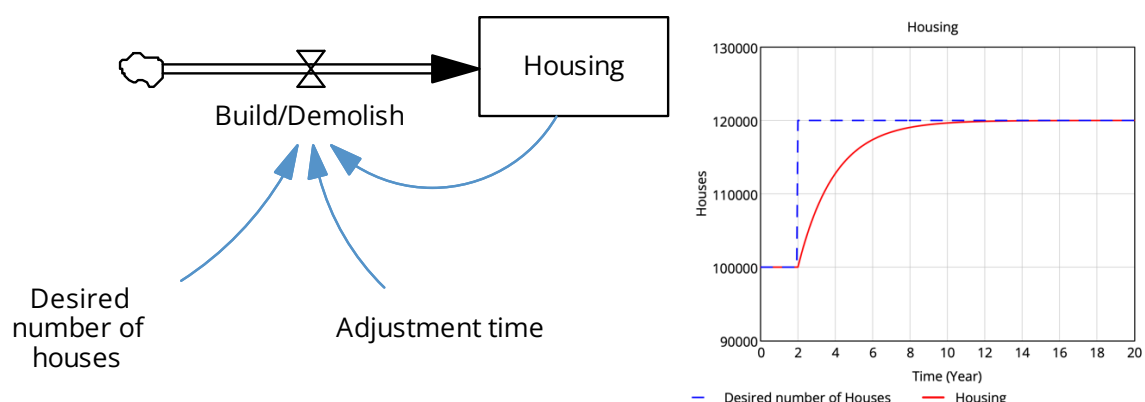 Housing
Build/Demolish
Desired
number of
houses
Adjustment time
Housing
130000
120000
110000
100000
90000
Houses
0 2 4 6 8 10 12 14 16 18 20
Time (Year)
Desired number of Houses Housing